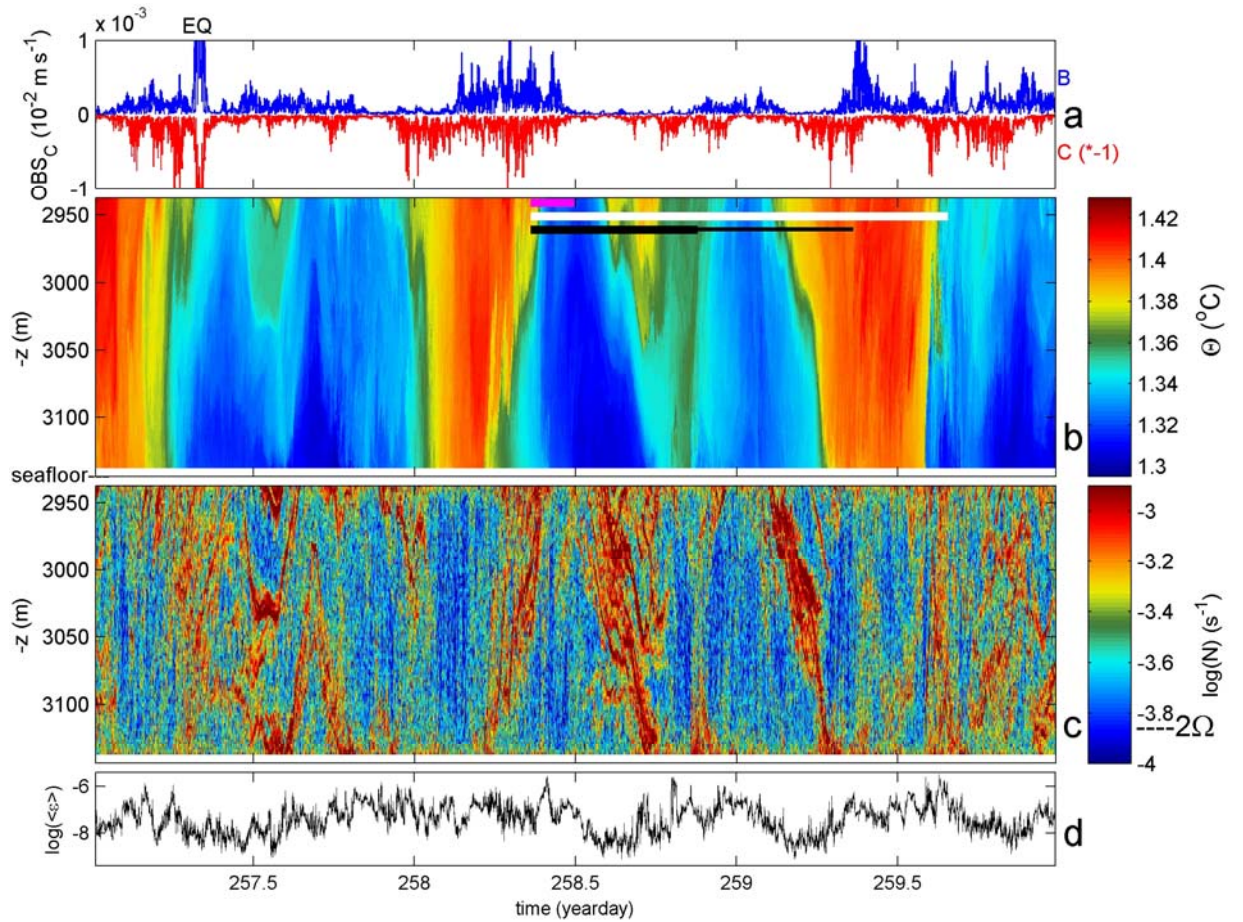 x 10⁻³
EQ
1
0
-1
OBS_C (10⁻² m s⁻¹)
B
a
C (*-1)
2950
3000
3050
3100
seafloor
-z (m)
b
1.42
1.4
1.38
1.36
1.34
1.32
1.3
Θ (°C)
2950
3000
3050
3100
-z (m)
c
-3
-3.2
-3.4
-3.6
-3.8
----2Ω
-4
log(N) (s⁻¹)
-6
-8
log(<ε>)
d
257.5
258
258.5
259
259.5
time (yearday)